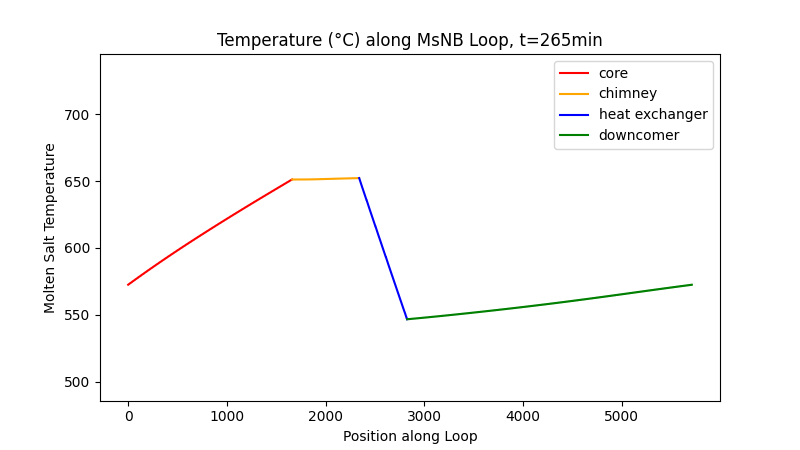 Temperature (°C) along MsNB Loop, t=265min
core
chimney
heat exchanger
downcomer
Molten Salt Temperature
700
650
600
550
500
0 1000 2000 3000 4000 5000
Position along Loop